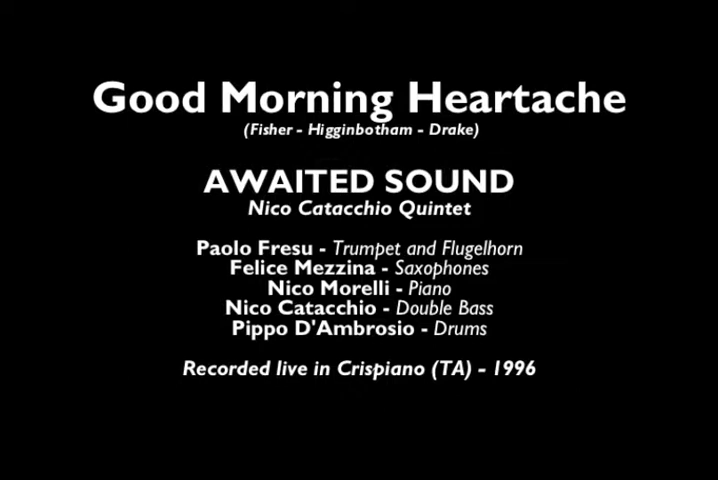 Good Morning Heartache
(Fisher - Higginbotham - Drake)
AWAITED SOUND
Nico Catacchio Quintet
Paolo Fresu - Trumpet and Flugelhorn
Felice Mezzina - Saxophones
Nico Morelli - Piano
Nico Catacchio - Double Bass
Pippo D'Ambrosio - Drums
Recorded live in Crispiano (TA) - 1996